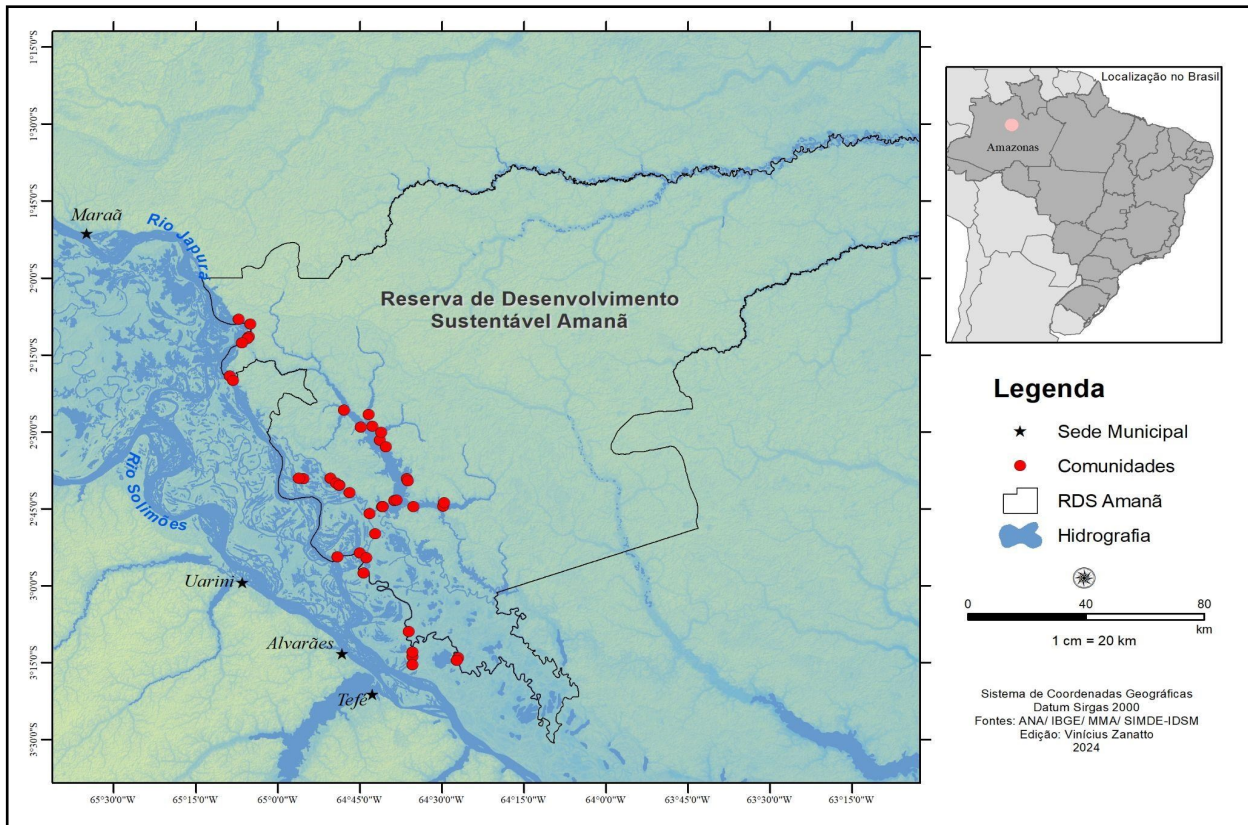 1°15'0"S
1°30'0"S
1°45'0"S
2°0'0"S
2°15'0"S
2°30'0"S
2°45'0"S
3°0'0"S
3°15'0"S
3°30'0"S
Maraã
Rio Japurá
Reserva de Desenvolvimento
Sustentável Amanã
Rio Solimões
Uarini
Alvarães
Tefé
65°30'0"W 65°15'0"W 65°0'0"W 64°45'0"W 64°30'0"W 64°15'0"W 64°0'0"W 63°45'0"W 63°30'0"W 63°15'0"W
Localização no Brasil
Amazonas
Legenda
Sede Municipal
Comunidades
RDS Amanã
Hidrografia
0 40 80
km
1 cm = 20 km
Sistema de Coordenadas Geográficas
Datum Sirgas 2000
Fontes: ANA/ IBGE/ MMA/ SIMDE-IDSM
Edição: Vinícius Zanatto
2024